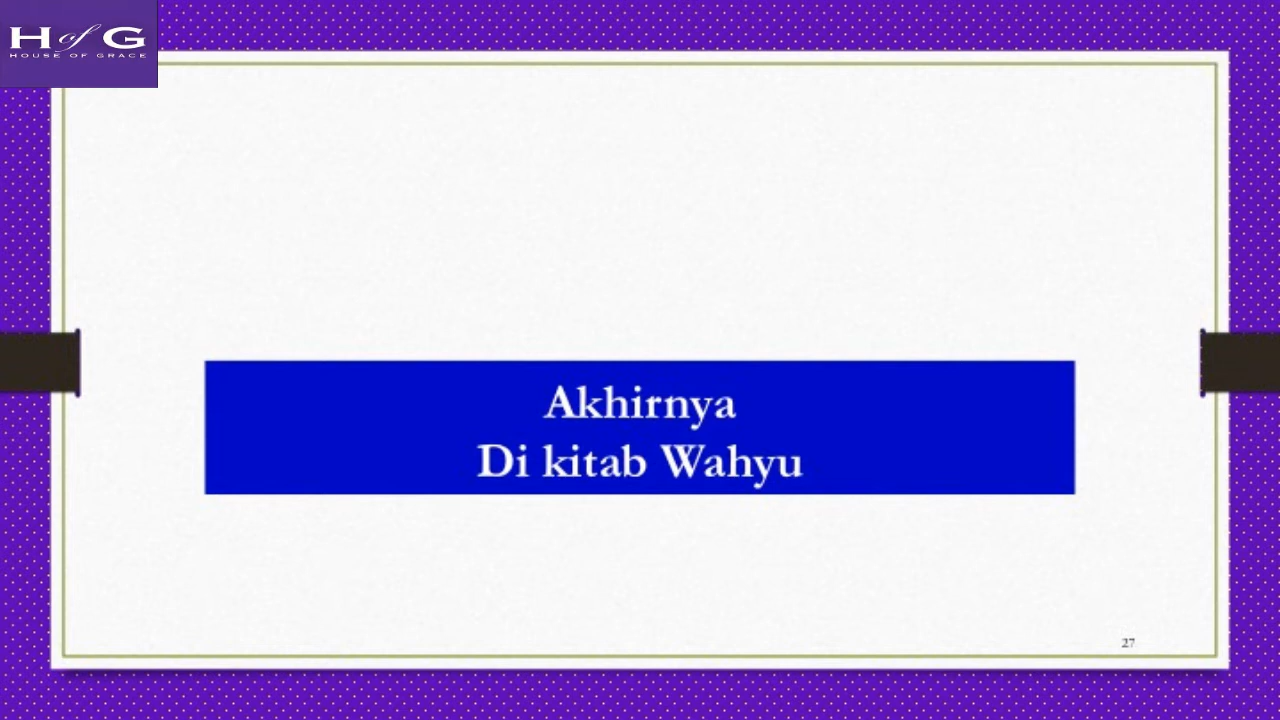 H of G
HOUSE OF GRACE
Akhirnya
Di kitab Wahyu
27